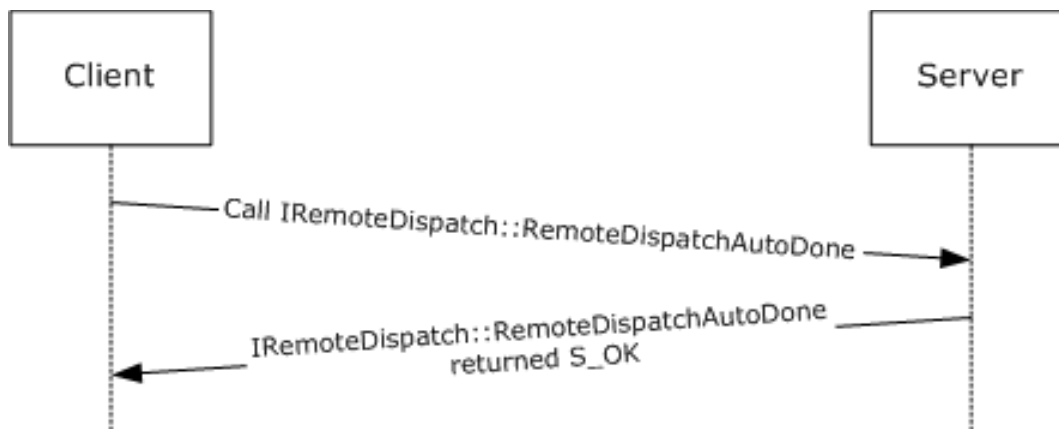 Client
Server
Call IRemoteDispatch::RemoteDispatchAutoDone
IRemoteDispatch::RemoteDispatchAutoDone
returned S_OK